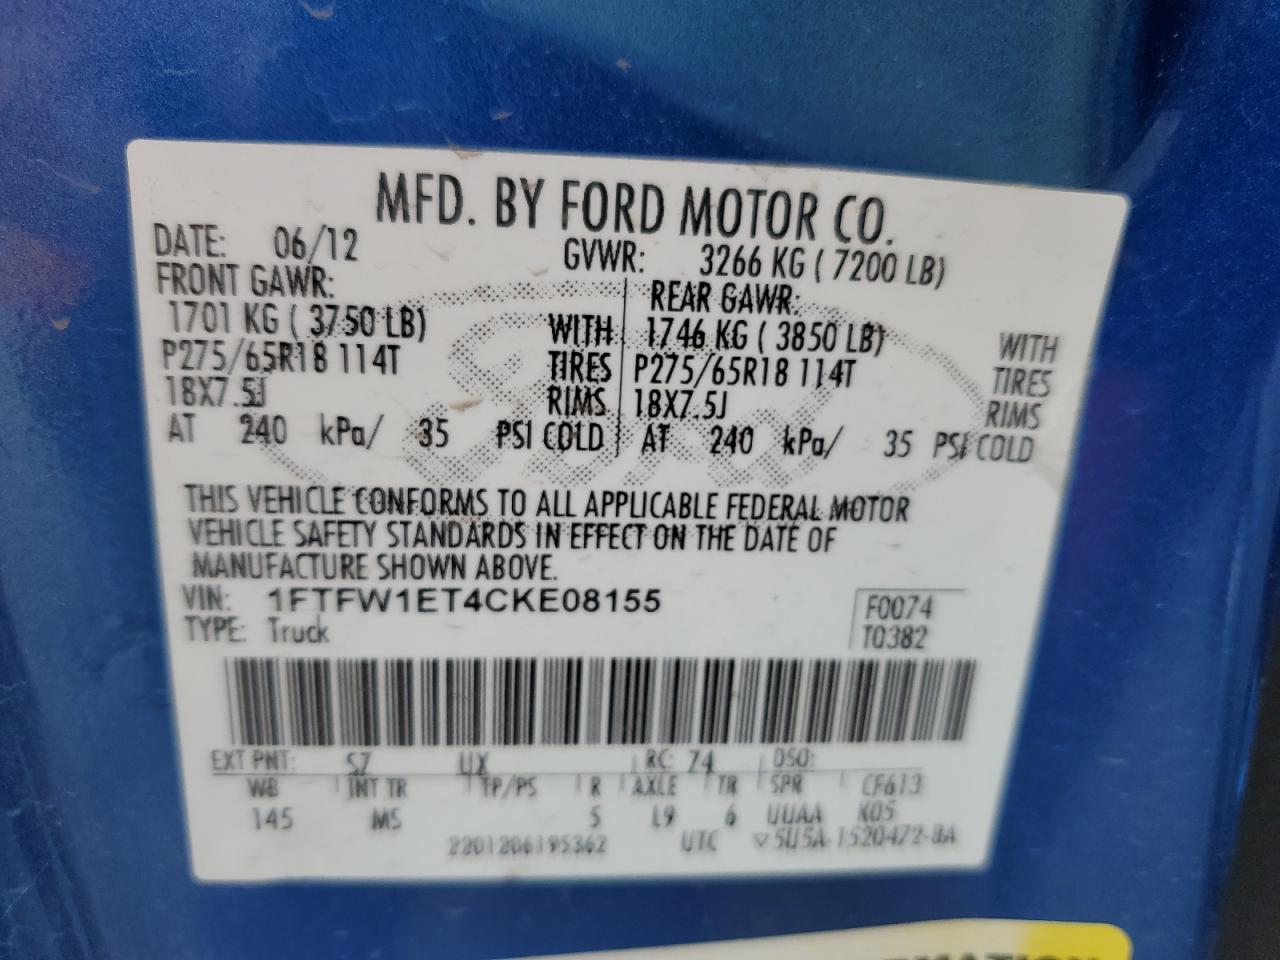 MFD. BY FORD MOTOR CO.
DATE: 06/12 GVWR: 3266 KG ( 7200 LB)
FRONT GAWR: REAR GAWR:
1701 KG ( 3750 LB) WITH 1746 KG ( 3850 LB) WITH
P275/65R18 114T TIRES P275/65R18 114T TIRES
18X7.5J RIMS 18X7.5J RIMS
AT 240 kPa/ 35 PSI COLD AT 240 kPa/ 35 PSI COLD
THIS VEHICLE CONFORMS TO ALL APPLICABLE FEDERAL MOTOR
VEHICLE SAFETY STANDARDS IN EFFECT ON THE DATE OF
MANUFACTURE SHOWN ABOVE.
VIN: 1FTFW1ET4CKE08155 F0074
TYPE: Truck T0382
EXT PNT: SZ UX RC: 74 DSO:
WB INT TR TP/PS R AXLE TR SPR CF613
145 MS 5 L9 6 UUAA K05
2201206195362 UTC ▽5U5A-1520472-BA